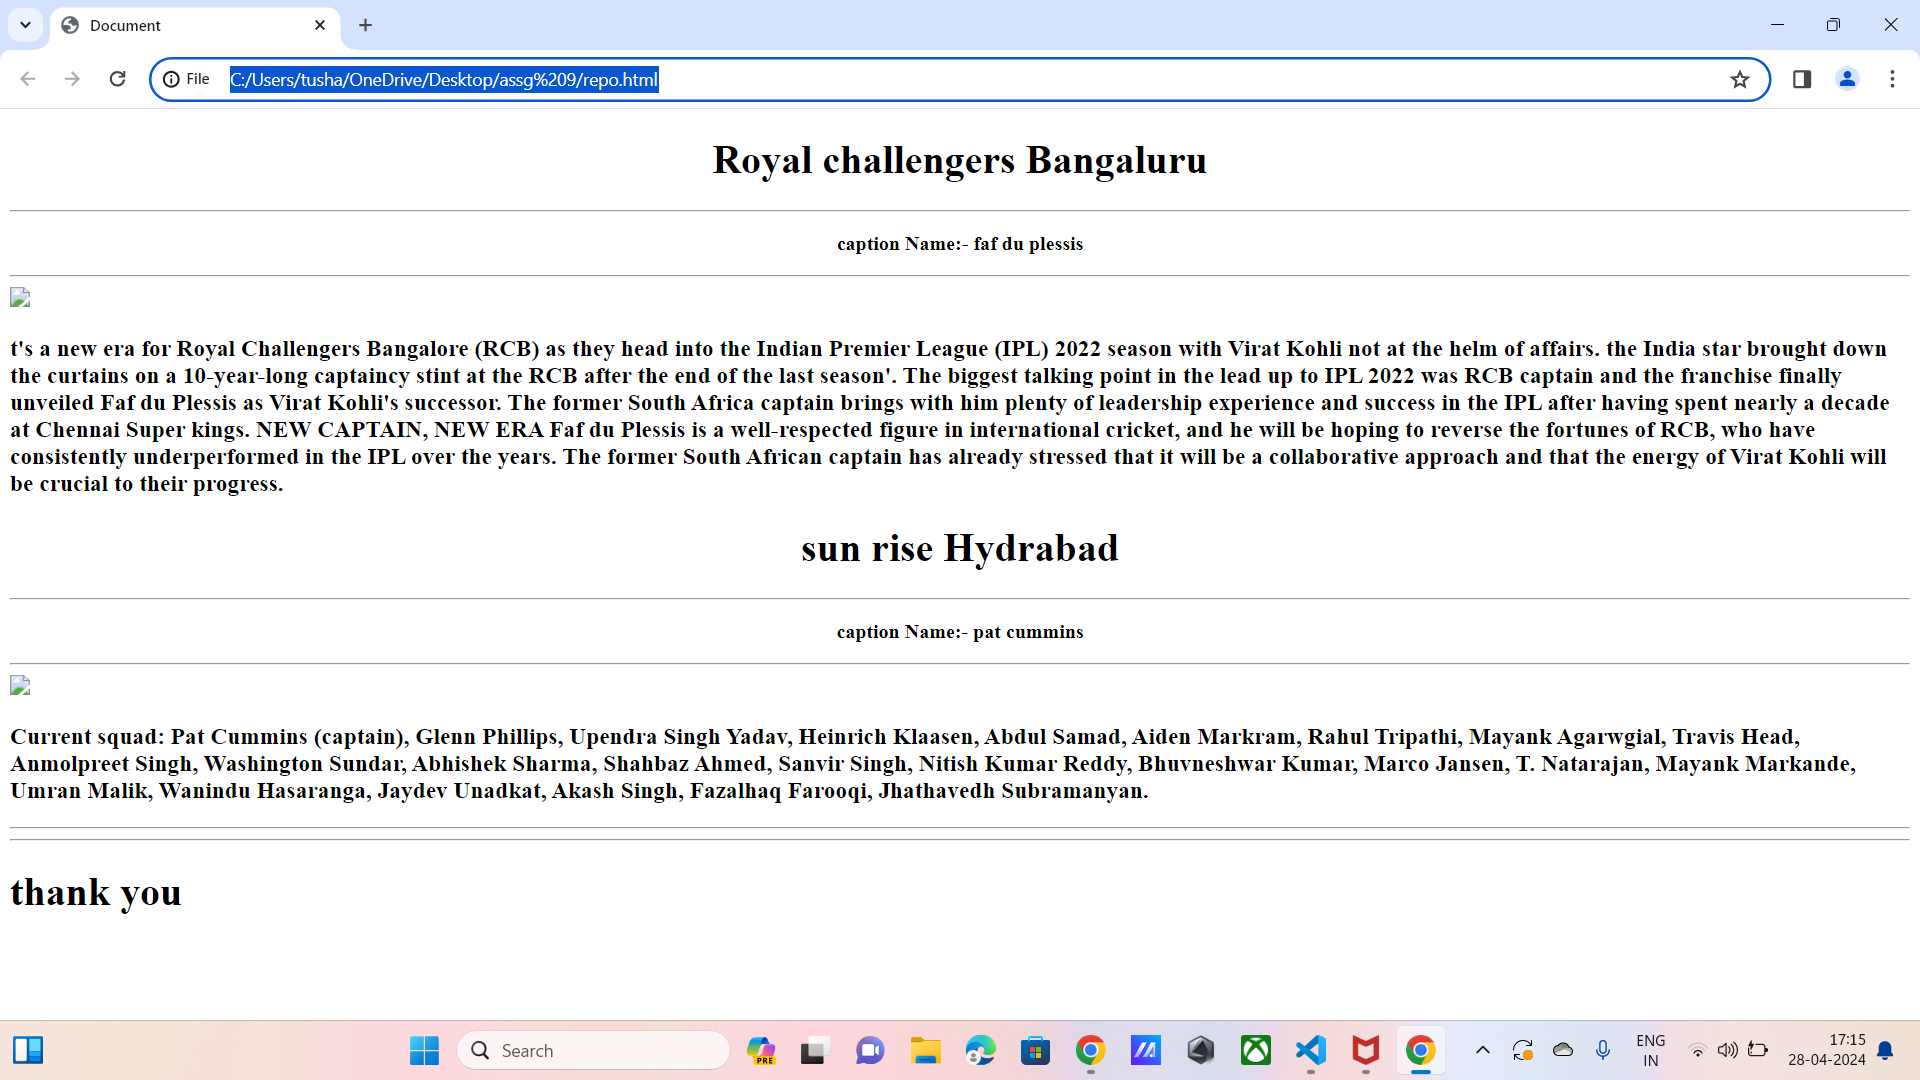 Document
File
C:/Users/tusha/OneDrive/Desktop/assg%209/repo.html
Royal challengers Bangaluru
caption Name:- faf du plessis
t's a new era for Royal Challengers Bangalore (RCB) as they head into the Indian Premier League (IPL) 2022 season with Virat Kohli not at the helm of affairs. the India star brought down
the curtains on a 10-year-long captaincy stint at the RCB after the end of the last season'. The biggest talking point in the lead up to IPL 2022 was RCB captain and the franchise finally
unveiled Faf du Plessis as Virat Kohli's successor. The former South Africa captain brings with him plenty of leadership experience and success in the IPL after having spent nearly a decade
at Chennai Super kings. NEW CAPTAIN, NEW ERA Faf du Plessis is a well-respected figure in international cricket, and he will be hoping to reverse the fortunes of RCB, who have
consistently underperformed in the IPL over the years. The former South African captain has already stressed that it will be a collaborative approach and that the energy of Virat Kohli will
be crucial to their progress.
sun rise Hydrabad
caption Name:- pat cummins
Current squad: Pat Cummins (captain), Glenn Phillips, Upendra Singh Yadav, Heinrich Klaasen, Abdul Samad, Aiden Markram, Rahul Tripathi, Mayank Agarwgial, Travis Head,
Anmolpreet Singh, Washington Sundar, Abhishek Sharma, Shahbaz Ahmed, Sanvir Singh, Nitish Kumar Reddy, Bhuvneshwar Kumar, Marco Jansen, T. Natarajan, Mayank Markande,
Umran Malik, Wanindu Hasaranga, Jaydev Unadkat, Akash Singh, Fazalhaq Farooqi, Jhathavedh Subramanyan.
thank you
Search
PRE
ENG
IN
17:15
28-04-2024